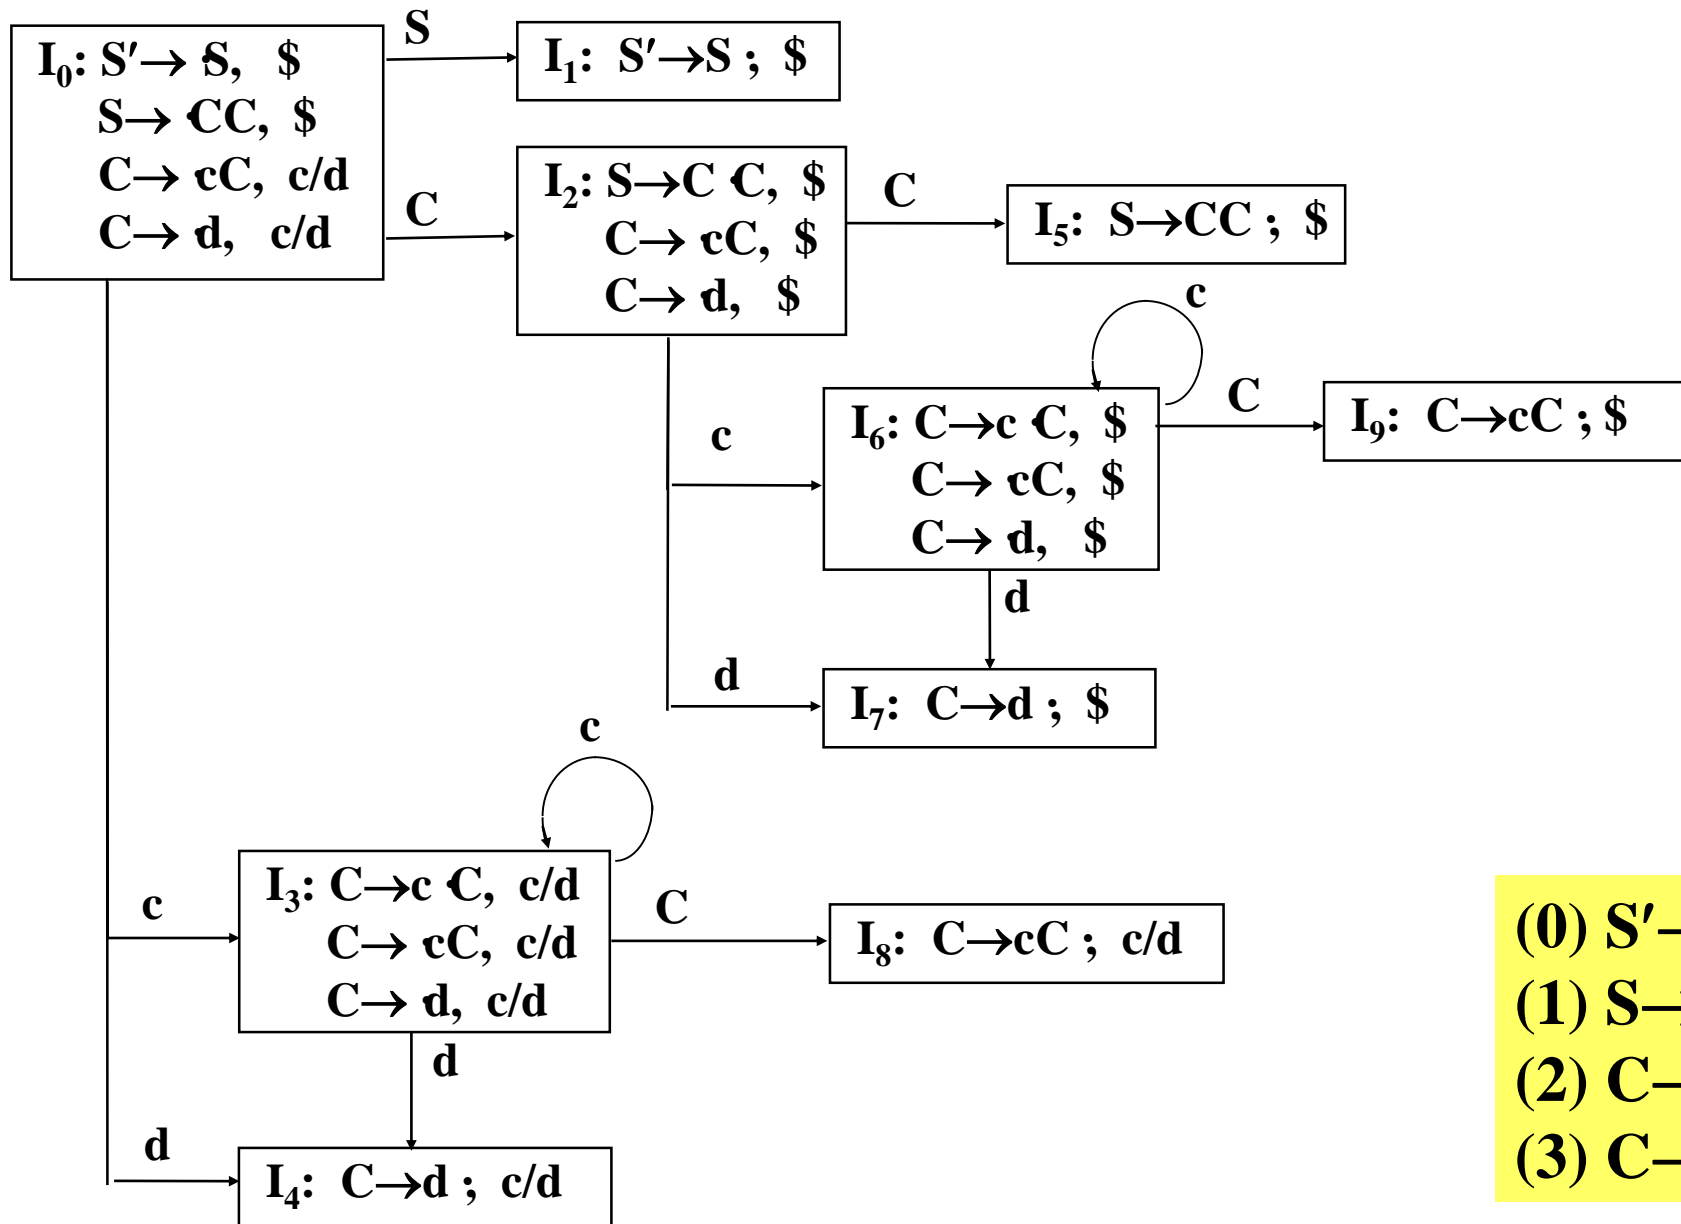 S
I₀: S′→ ·S, $
S→ ·CC, $
C→ ·cC, c/d
C→ ·d, c/d
I₁: S′→S ·, $
C
I₂: S→C ·C, $
C→ ·cC, $
C→ ·d, $
C
I₅: S→CC ·, $
c
c
I₆: C→c ·C, $
C→ ·cC, $
C→ ·d, $
C
I₉: C→cC ·, $
d
d
I₇: C→d ·, $
c
c
I₃: C→c ·C, c/d
C→ ·cC, c/d
C→ ·d, c/d
C
I₈: C→cC ·, c/d
d
d
I₄: C→d ·, c/d
(0) S′–
(1) S–
(2) C–
(3) C–